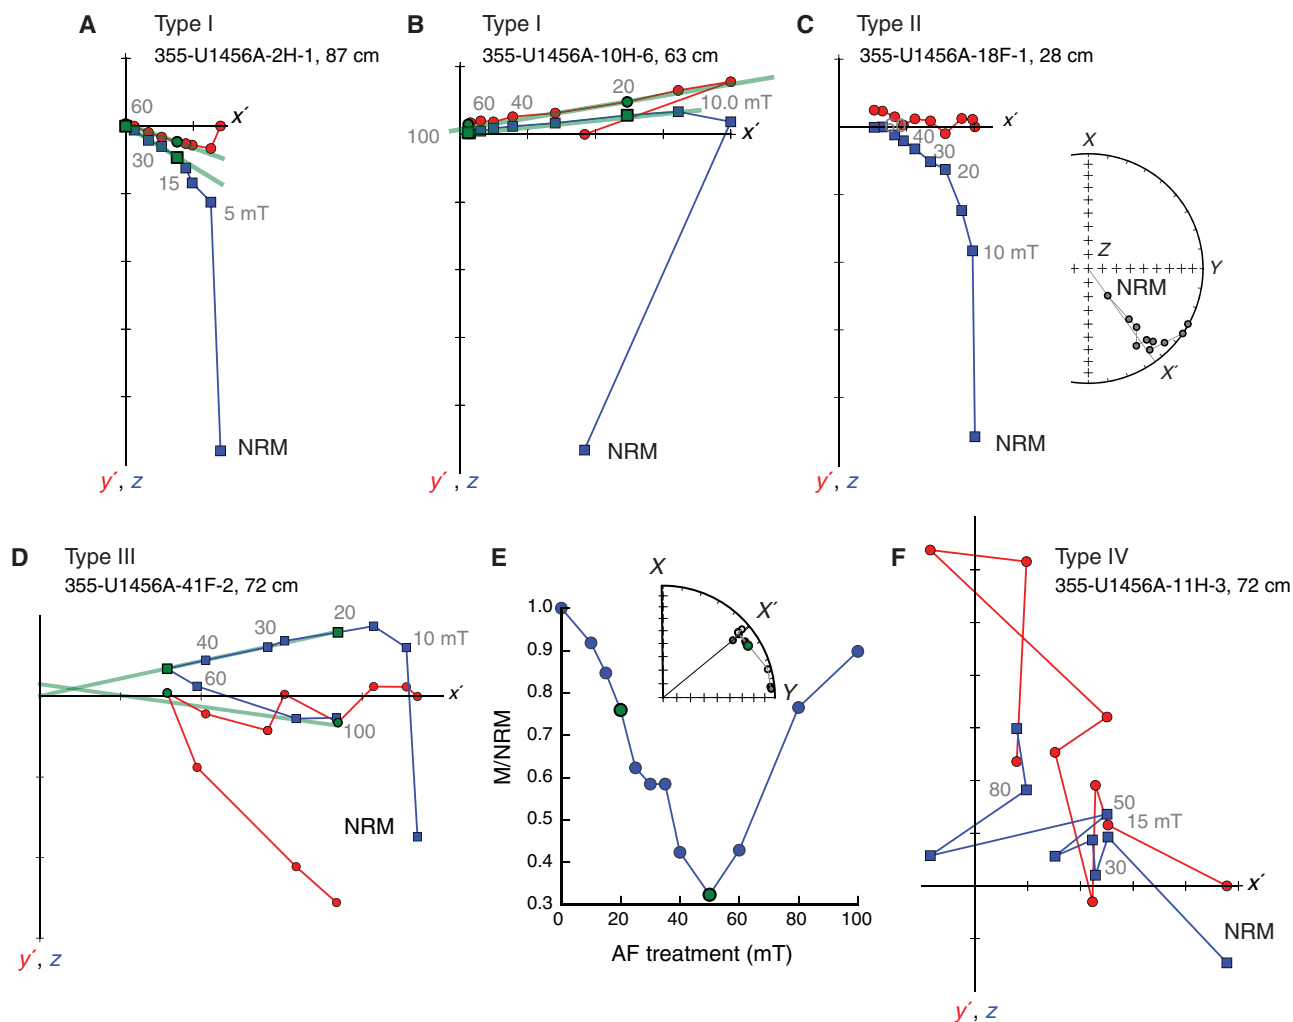 A Type I
355-U1456A-2H-1, 87 cm
60
x′
30
15
5 mT
NRM
y′, z
B Type I
355-U1456A-10H-6, 63 cm
20
60 40
10.0 mT
100
x′
NRM
y′, z
C Type II
355-U1456A-18F-1, 28 cm
x′
40
30
20
10 mT
NRM
y′, z
X
Z
Y
NRM
X′
D Type III
355-U1456A-41F-2, 72 cm
20
30
40
10 mT
60
x′
100
NRM
y′, z
E
X
X′
Y
1.0
0.9
0.8
0.7
0.6
0.5
0.4
0.3
M/NRM
0 20 40 60 80 100
AF treatment (mT)
F Type IV
355-U1456A-11H-3, 72 cm
80
50
15 mT
30
x′
NRM
y′, z